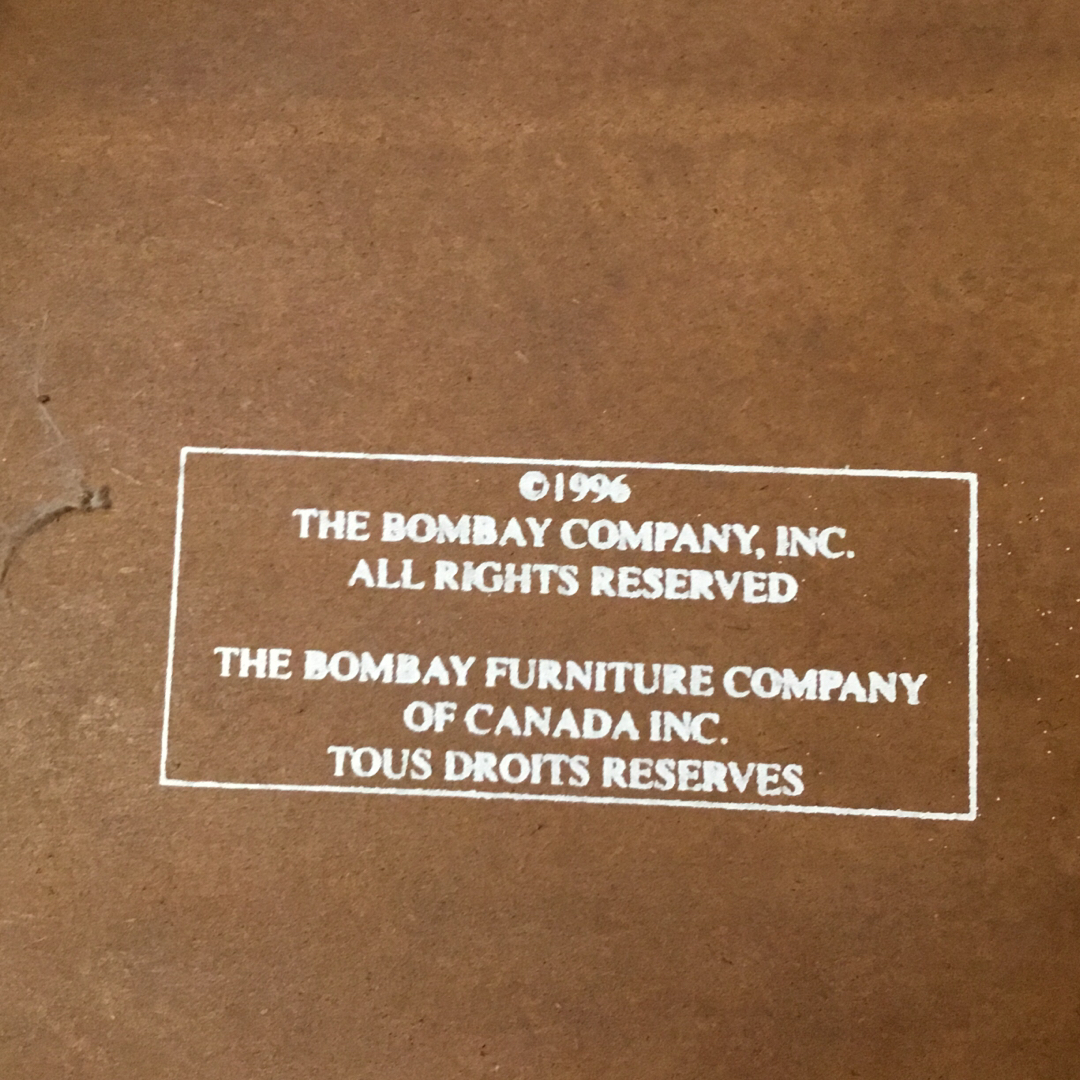 ©1996
THE BOMBAY COMPANY, INC.
ALL RIGHTS RESERVED
THE BOMBAY FURNITURE COMPANY
OF CANADA INC.
TOUS DROITS RESERVES